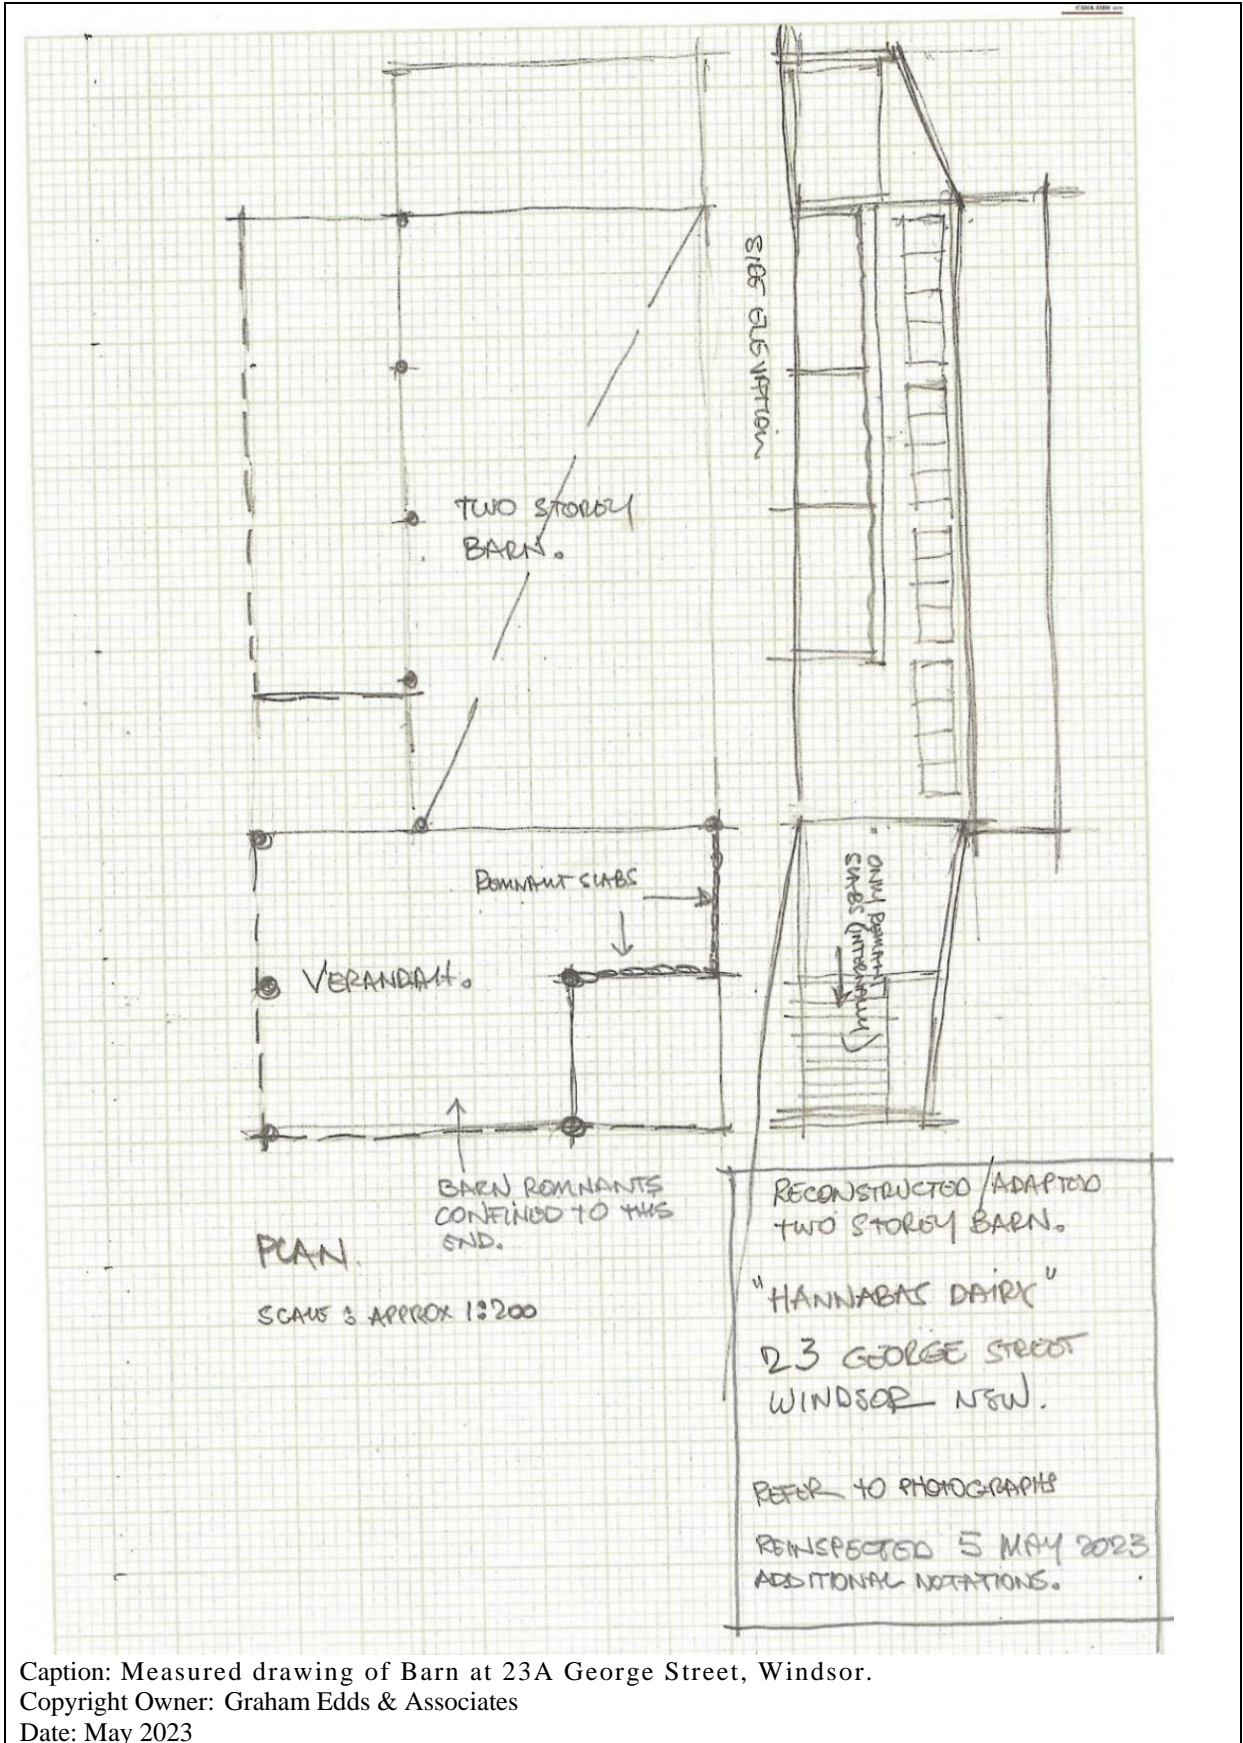 SIDE ELEVATION
TWO STOREY
BARN.
REMNANT SLABS
ONLY REMNANT
SLABS (INTERNALLY)
VERANDAH.
BARN REMNANTS
CONFINED TO THIS
END.
PLAN.
SCALE : APPROX 1:200
RECONSTRUCTED / ADAPTED
TWO STOREY BARN.
"HANNABAS DAIRY"
23 GEORGE STREET
WINDSOR NSW.
REFER TO PHOTOGRAPHS
REINSPECTED 5 MAY 2023
ADDITIONAL NOTATIONS.
Caption: Measured drawing of Barn at 23A George Street, Windsor.
Copyright Owner: Graham Edds & Associates
Date: May 2023